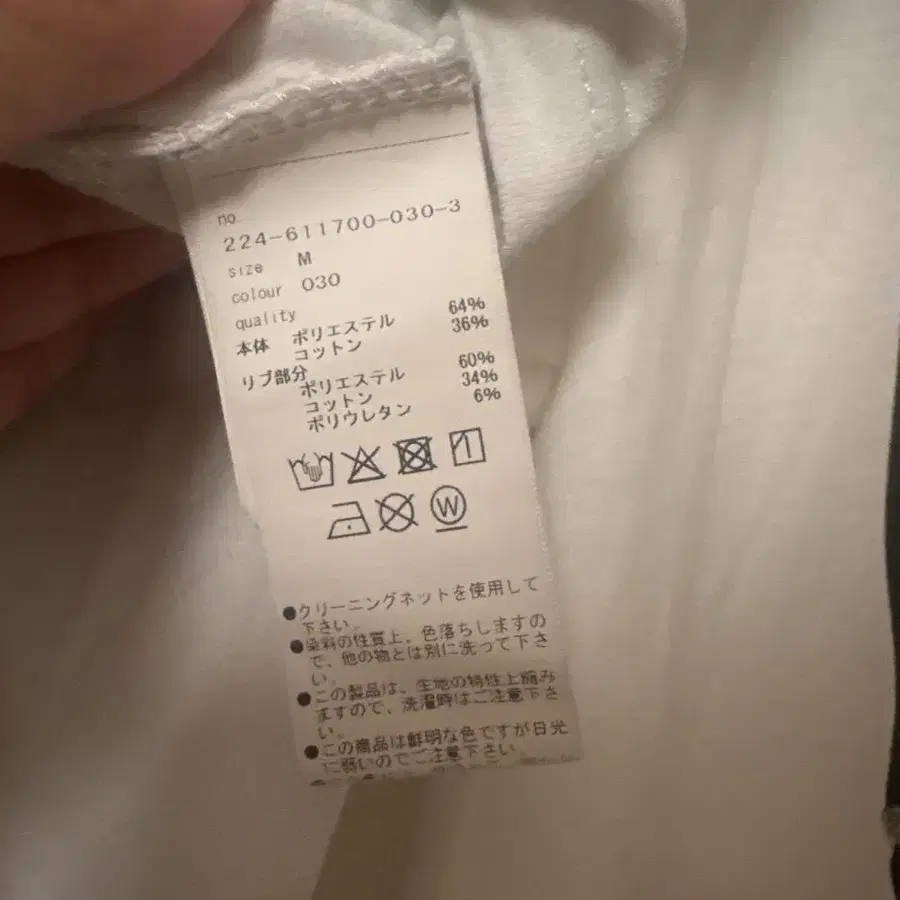 no.
224-611700-030-3
size M
colour 030
quality
本体 ポリエステル 64%
コットン 36%
リブ部分
ポリエステル 60%
コットン 34%
ポリウレタン 6%
W
●クリーニングネットを使用して
下さい。
●染料の性質上、色落ちしますの
で、他の物とは別に洗って下さ
い。
●この製品は、生地の特性上縮み
ますので、洗濯時はご注意下さ
い。
●この商品は鮮明な色ですが日光
に弱いのでご注意下さい。